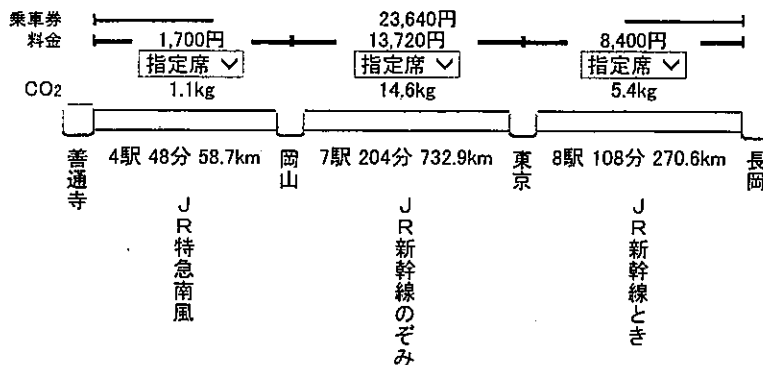 乗車券 23,640円
料金 1,700円 13,720円 8,400円
指定席 指定席 指定席
CO2 1.1kg 14.6kg 5.4kg
善通寺 4駅 48分 58.7km 岡山 7駅 204分 732.9km 東京 8駅 108分 270.6km 長岡
JR特急南風
JR新幹線のぞみ
JR新幹線とき